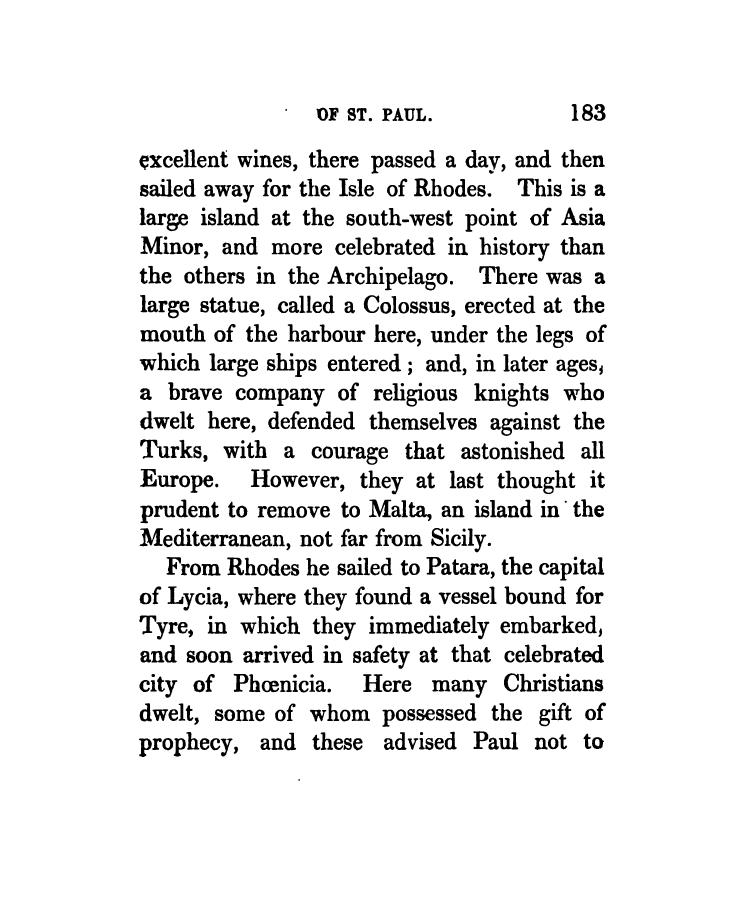 OF ST. PAUL. 183
excellent wines, there passed a day, and then
sailed away for the Isle of Rhodes. This is a
large island at the south-west point of Asia
Minor, and more celebrated in history than
the others in the Archipelago. There was a
large statue, called a Colossus, erected at the
mouth of the harbour here, under the legs of
which large ships entered ; and, in later ages,
a brave company of religious knights who
dwelt here, defended themselves against the
Turks, with a courage that astonished all
Europe. However, they at last thought it
prudent to remove to Malta, an island in the
Mediterranean, not far from Sicily.
From Rhodes he sailed to Patara, the capital
of Lycia, where they found a vessel bound for
Tyre, in which they immediately embarked,
and soon arrived in safety at that celebrated
city of Phœnicia. Here many Christians
dwelt, some of whom possessed the gift of
prophecy, and these advised Paul not to